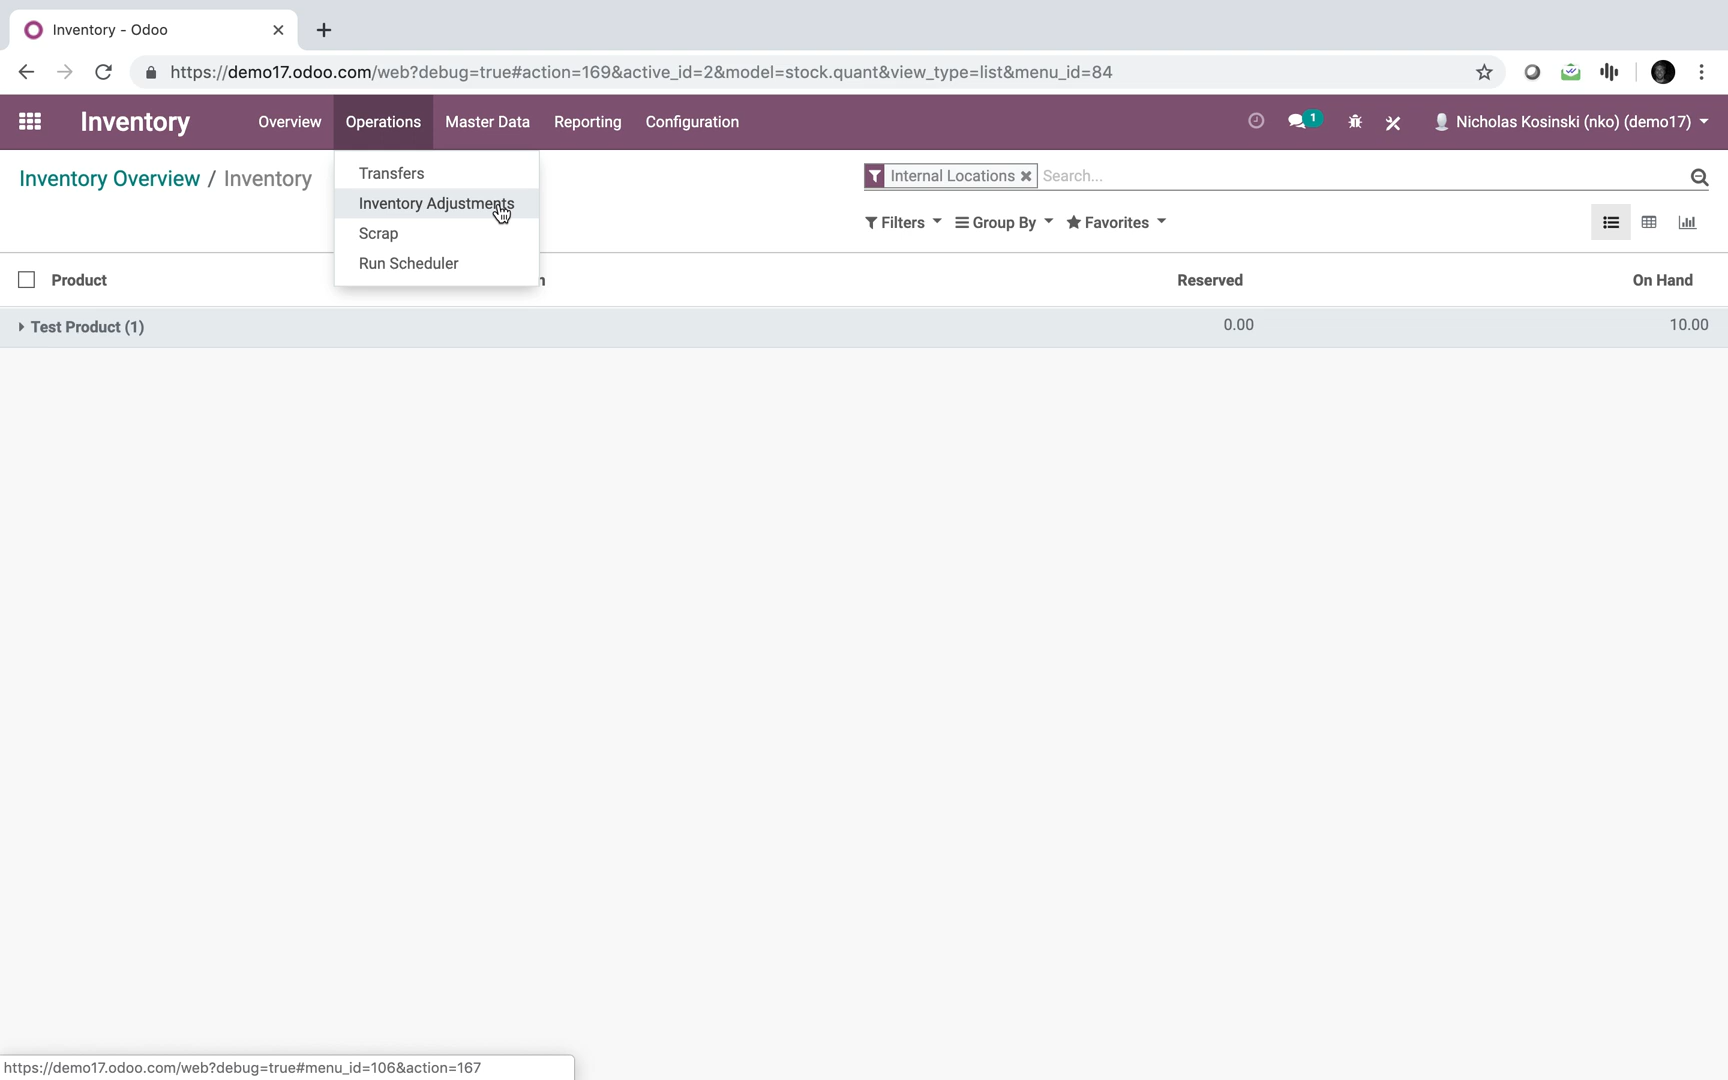 Inventory - Odoo
https://demo17.odoo.com/web?debug=true#action=169&active_id=2&model=stock.quant&view_type=list&menu_id=84
Inventory Overview Operations Master Data Reporting Configuration 1 Nicholas Kosinski (nko) (demo17)
Inventory Overview / Inventory
Transfers
Inventory Adjustments
Scrap
Run Scheduler
Internal Locations Search...
Filters Group By Favorites
Product n Reserved On Hand
Test Product (1) 0.00 10.00
https://demo17.odoo.com/web?debug=true#menu_id=106&action=167